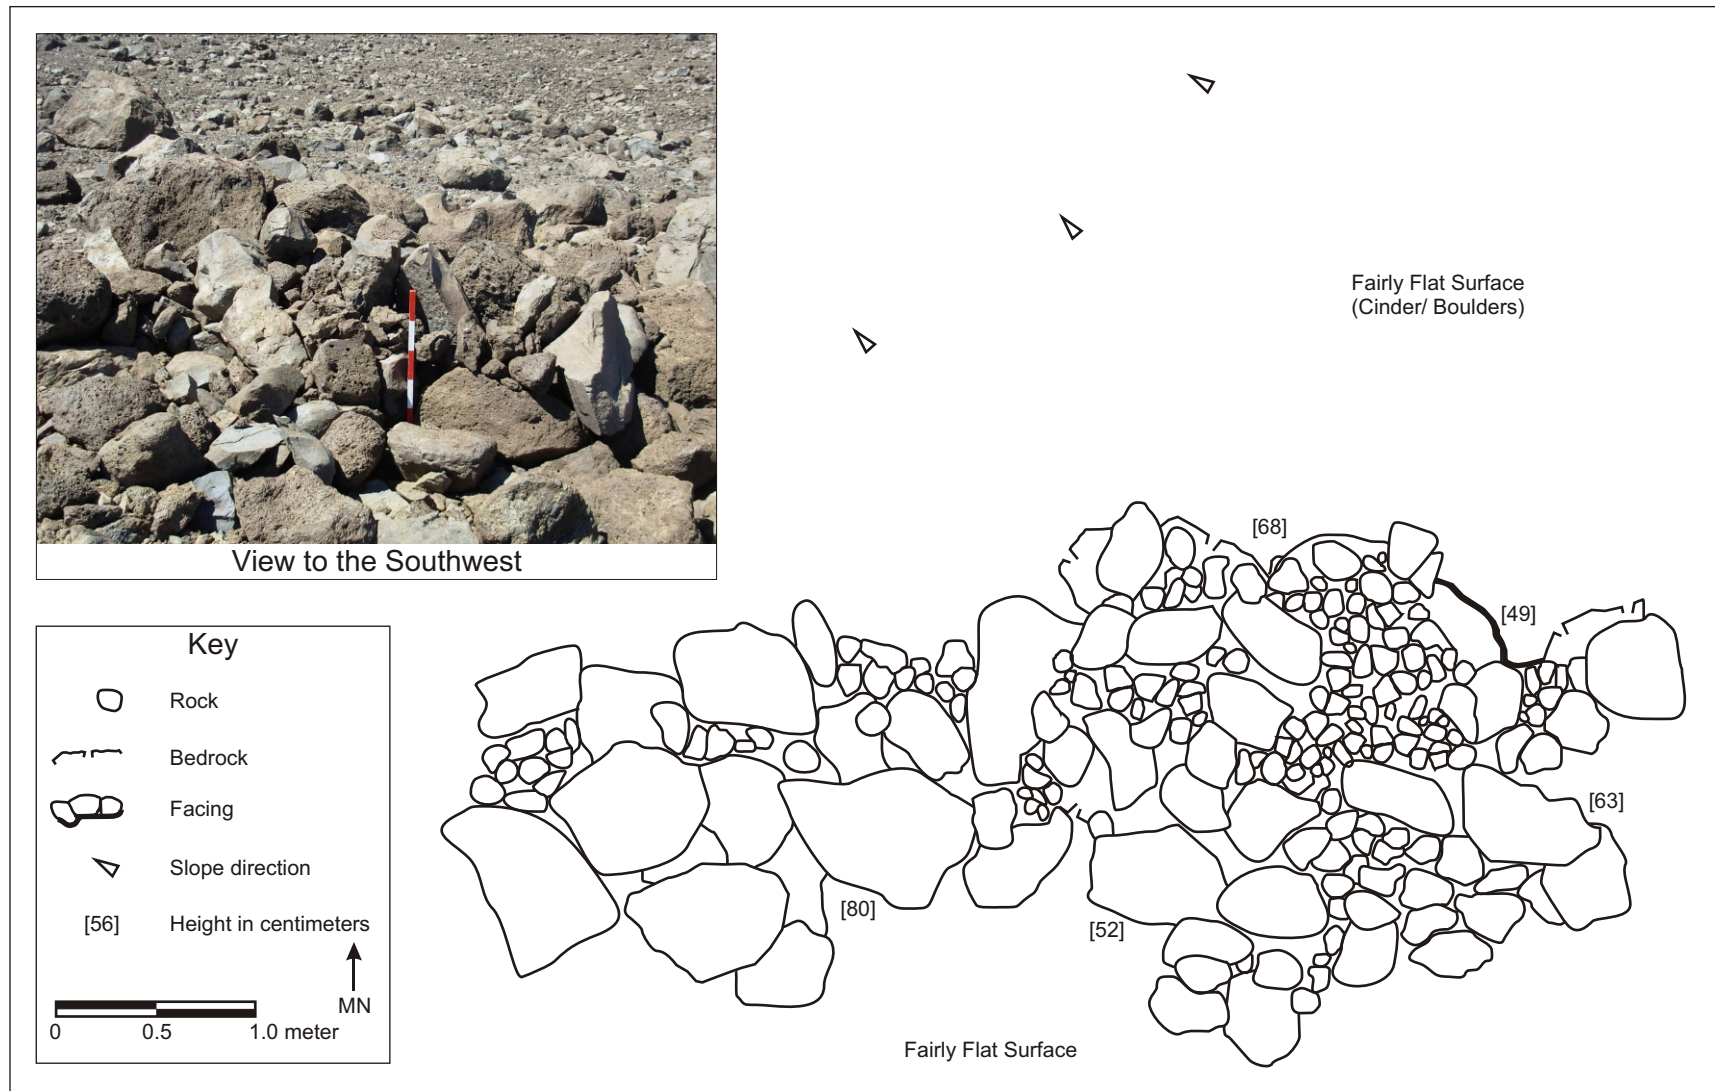 View to the Southwest
Fairly Flat Surface
(Cinder/ Boulders)
Key
Rock
Bedrock
Facing
Slope direction
[56] Height in centimeters
MN
0 0.5 1.0 meter
[68]
[49]
[63]
[80]
[52]
Fairly Flat Surface